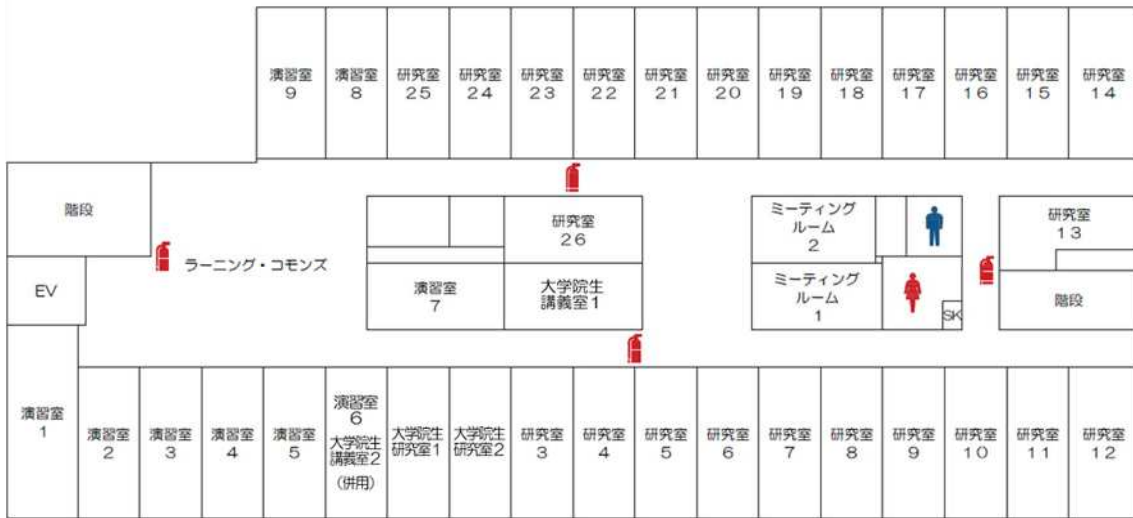 演習室
９
演習室
８
研究室
２５
研究室
２４
研究室
２３
研究室
２２
研究室
２１
研究室
２０
研究室
１９
研究室
１８
研究室
１７
研究室
１６
研究室
１５
研究室
１４
階段
研究室
２６
ミーティング
ルーム
２
研究室
１３
ラーニング・コモンズ
EV
演習室
７
大学院生
講義室１
ミーティング
ルーム
１
SK
階段
演習室
１
演習室
２
演習室
３
演習室
４
演習室
５
演習室
６
大学院生
講義室２
（併用）
大学院生
研究室１
大学院生
研究室２
研究室
３
研究室
４
研究室
５
研究室
６
研究室
７
研究室
８
研究室
９
研究室
１０
研究室
１１
研究室
１２